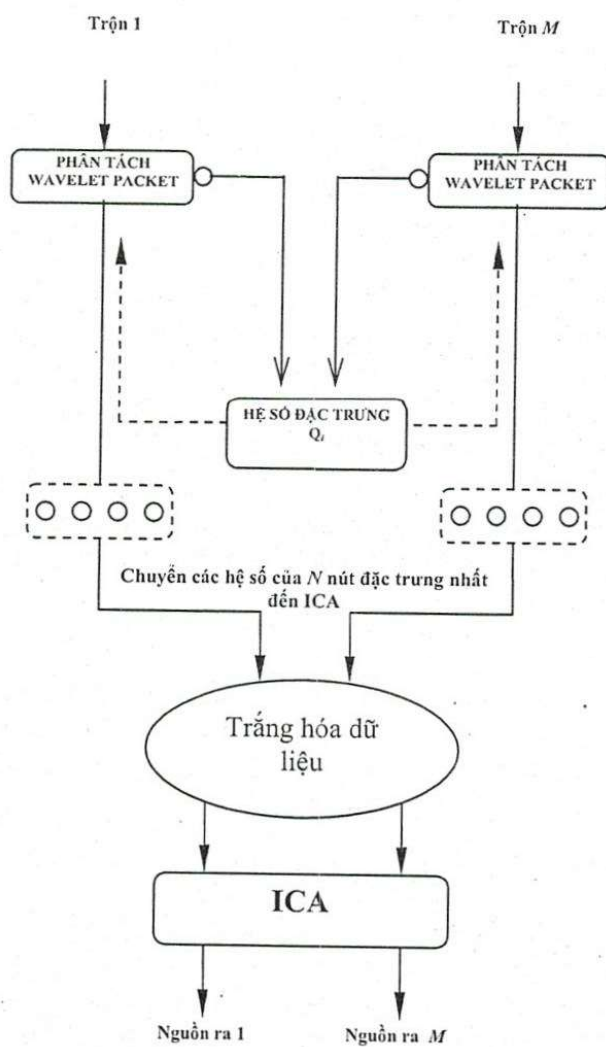 Trộn 1
Trộn M
PHÂN TÁCH
WAVELET PACKET
PHÂN TÁCH
WAVELET PACKET
HỆ SỐ ĐẶC TRƯNG
Qi
Chuyển các hệ số của N nút đặc trưng nhất
đến ICA
Trắng hóa dữ
liệu
ICA
Nguồn ra 1
Nguồn ra M